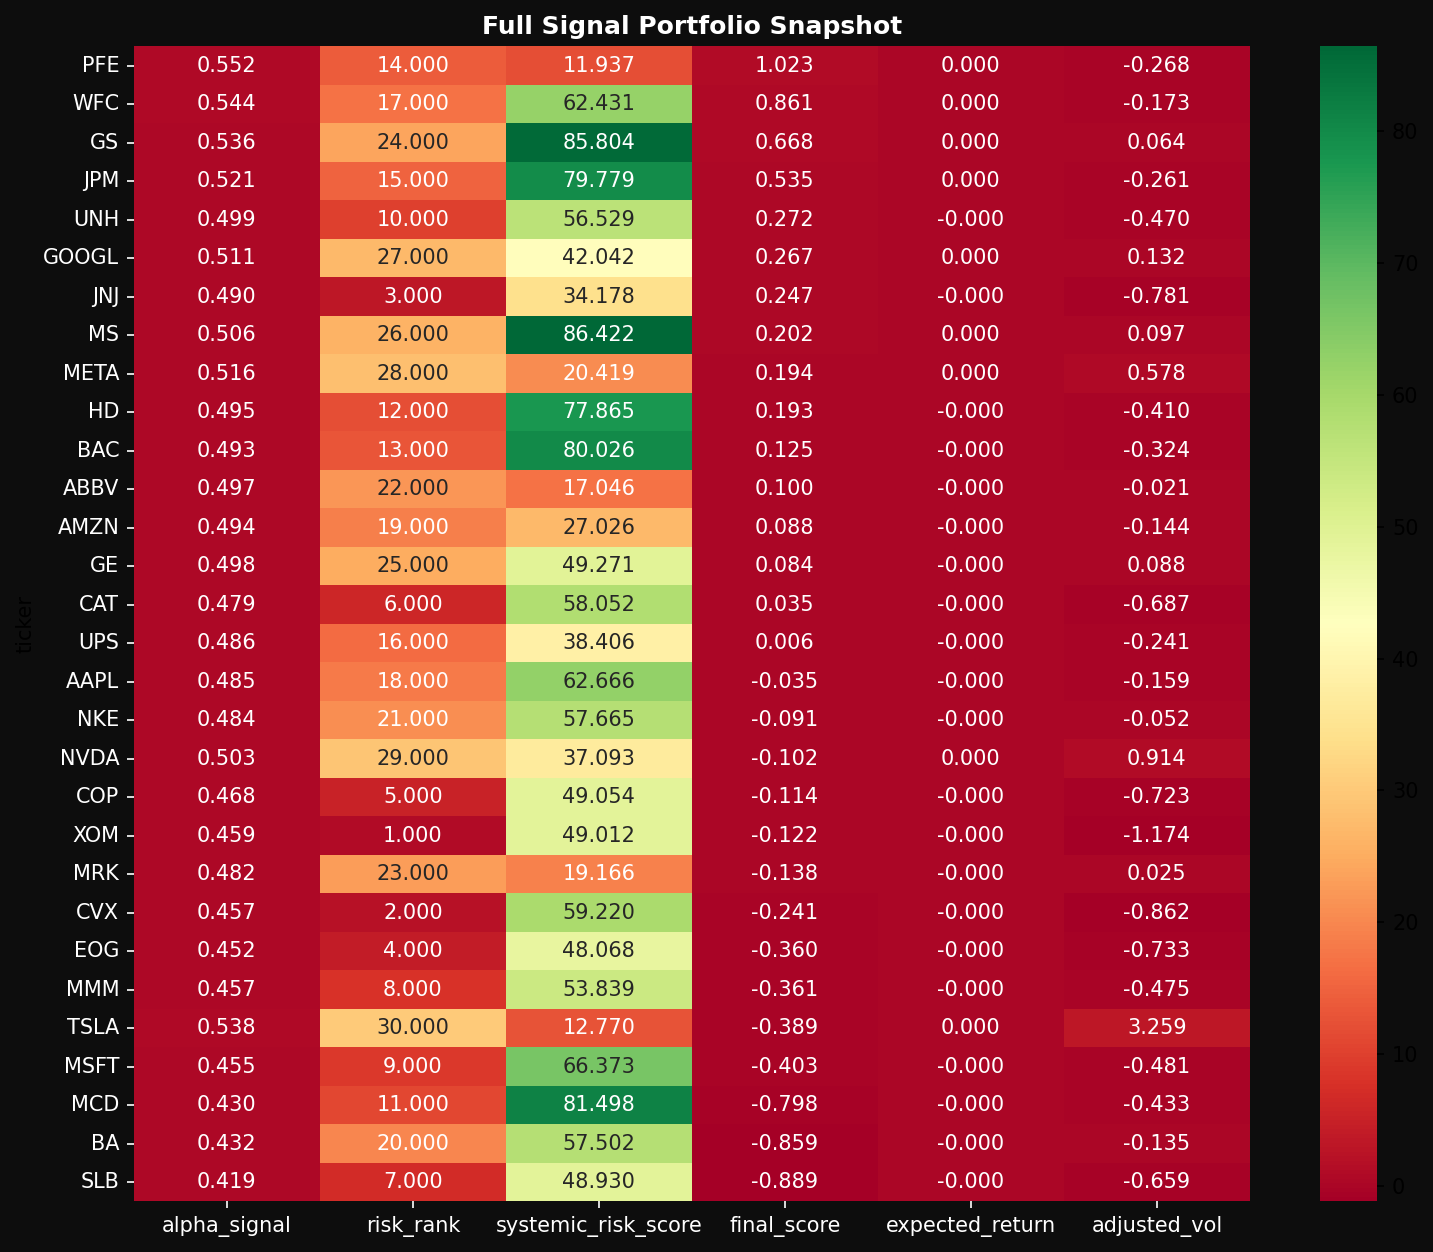 Full Signal Portfolio Snapshot
PFE 0.552 14.000 11.937 1.023 0.000 -0.268
WFC 0.544 17.000 62.431 0.861 0.000 -0.173
GS 0.536 24.000 85.804 0.668 0.000 0.064
JPM 0.521 15.000 79.779 0.535 0.000 -0.261
UNH 0.499 10.000 56.529 0.272 -0.000 -0.470
GOOGL 0.511 27.000 42.042 0.267 0.000 0.132
JNJ 0.490 3.000 34.178 0.247 -0.000 -0.781
MS 0.506 26.000 86.422 0.202 0.000 0.097
META 0.516 28.000 20.419 0.194 0.000 0.578
HD 0.495 12.000 77.865 0.193 -0.000 -0.410
BAC 0.493 13.000 80.026 0.125 -0.000 -0.324
ABBV 0.497 22.000 17.046 0.100 -0.000 -0.021
AMZN 0.494 19.000 27.026 0.088 -0.000 -0.144
GE 0.498 25.000 49.271 0.084 -0.000 0.088
CAT 0.479 6.000 58.052 0.035 -0.000 -0.687
UPS 0.486 16.000 38.406 0.006 -0.000 -0.241
AAPL 0.485 18.000 62.666 -0.035 -0.000 -0.159
NKE 0.484 21.000 57.665 -0.091 -0.000 -0.052
NVDA 0.503 29.000 37.093 -0.102 0.000 0.914
COP 0.468 5.000 49.054 -0.114 -0.000 -0.723
XOM 0.459 1.000 49.012 -0.122 -0.000 -1.174
MRK 0.482 23.000 19.166 -0.138 -0.000 0.025
CVX 0.457 2.000 59.220 -0.241 -0.000 -0.862
EOG 0.452 4.000 48.068 -0.360 -0.000 -0.733
MMM 0.457 8.000 53.839 -0.361 -0.000 -0.475
TSLA 0.538 30.000 12.770 -0.389 0.000 3.259
MSFT 0.455 9.000 66.373 -0.403 -0.000 -0.481
MCD 0.430 11.000 81.498 -0.798 -0.000 -0.433
BA 0.432 20.000 57.502 -0.859 -0.000 -0.135
SLB 0.419 7.000 48.930 -0.889 -0.000 -0.659
alpha_signal risk_rank systemic_risk_score final_score expected_return adjusted_vol
ticker
80
70
60
50
40
30
20
10
0